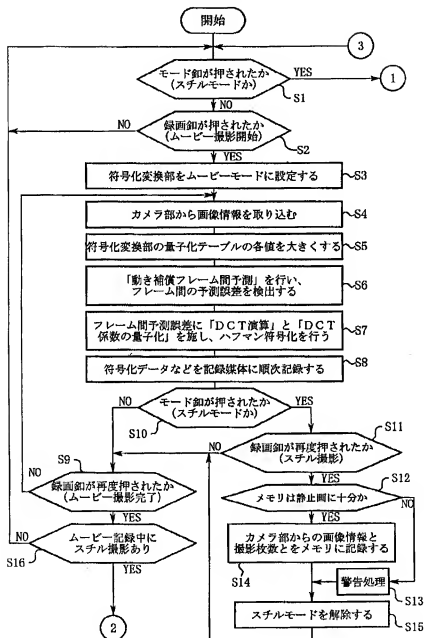 開始
3
モード釦が押されたか
(スチルモードか)
YES
1
S1
NO
NO
録画釦が押されたか
(ムービー撮影開始)
S2
YES
符号化変換部をムービーモードに設定する
S3
カメラ部から画像情報を取り込む
S4
符号化変換部の量子化テーブルの各値を大きくする
S5
「動き補償フレーム間予測」を行い、
フレーム間の予測誤差を検出する
S6
フレーム間予測誤差に「DCT演算」と「DCT
係数の量子化」を施し、ハフマン符号化を行う
S7
符号化データなどを記録媒体に順次記録する
S8
モード釦が押されたか
(スチルモードか)
NO
YES
S10
S9
録画釦が再度押されたか
(ムービー撮影完了)
NO
YES
S11
録画釦が再度押されたか
(スチル撮影)
NO
YES
S12
メモリは静止画に十分か
YES
NO
ムービー記録中に
スチル撮影あり
NO
S16
YES
カメラ部からの画像情報と
撮影枚数とをメモリに記録する
S14
警告処理
S13
スチルモードを解除する
S15
2